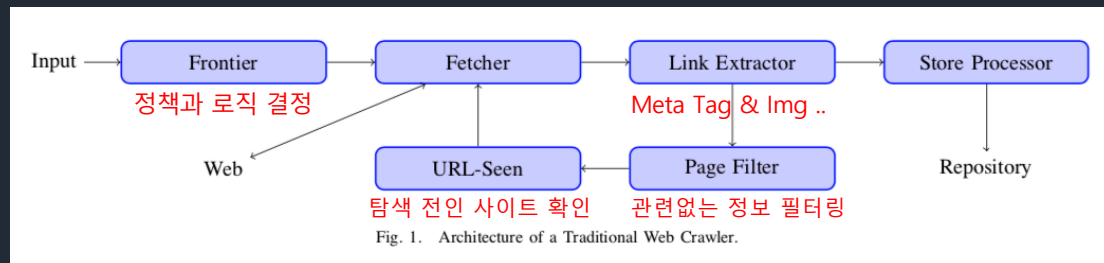 Input
Frontier
Fetcher
Link Extractor
Store Processor
정책과 로직 결정
Meta Tag & Img ..
Web
URL-Seen
Page Filter
Repository
탐색 전인 사이트 확인
관련없는 정보 필터링
Fig. 1. Architecture of a Traditional Web Crawler.